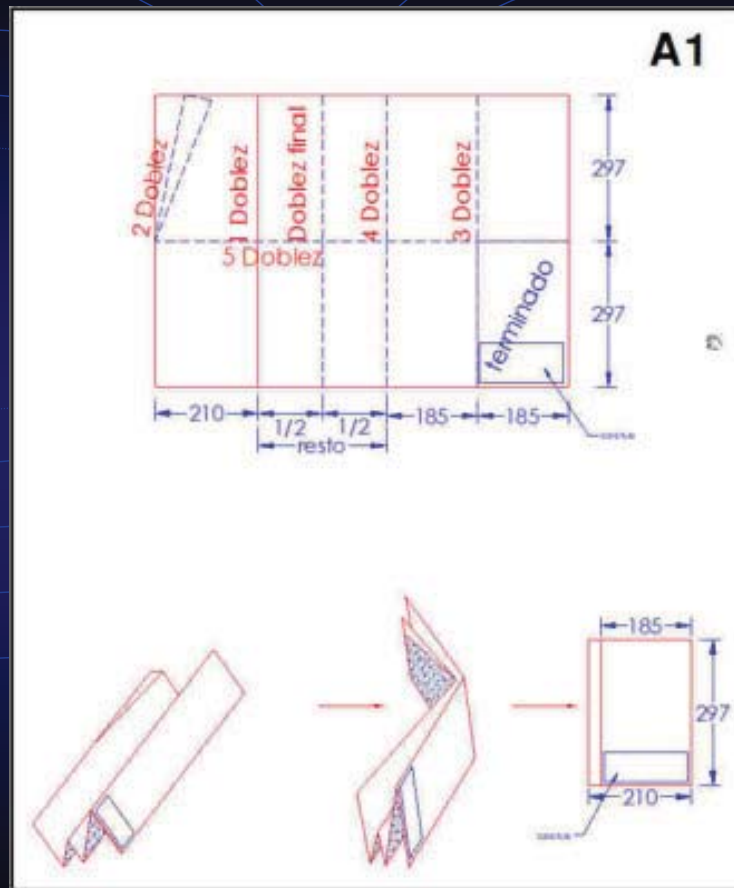 A1
2 Doblez
1 Doblez
Doblez final
4 Doblez
3 Doblez
297
5 Doblez
297
terminado
210
1/2
1/2
185
185
resto
185
297
210